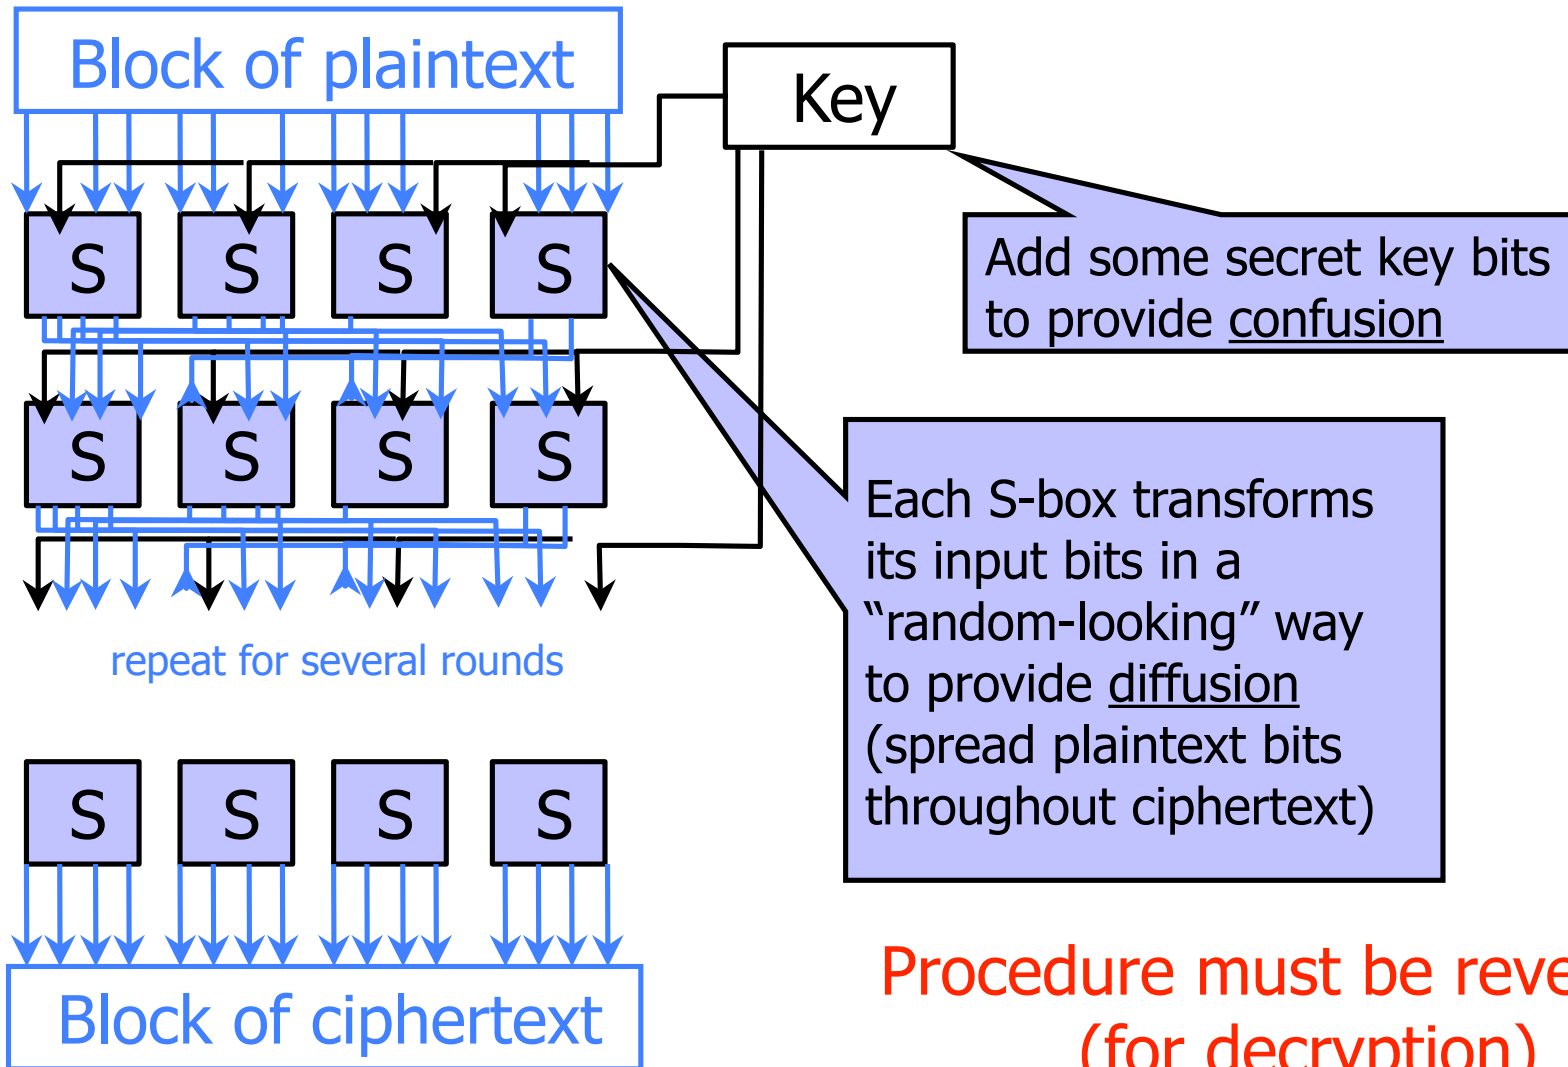 Block of plaintext
Key
S S S S
Add some secret key bits
to provide confusion
S S S S
Each S-box transforms
its input bits in a
“random-looking” way
to provide diffusion
(spread plaintext bits
throughout ciphertext)
repeat for several rounds
S S S S
Block of ciphertext
Procedure must be reve
(for decryption)